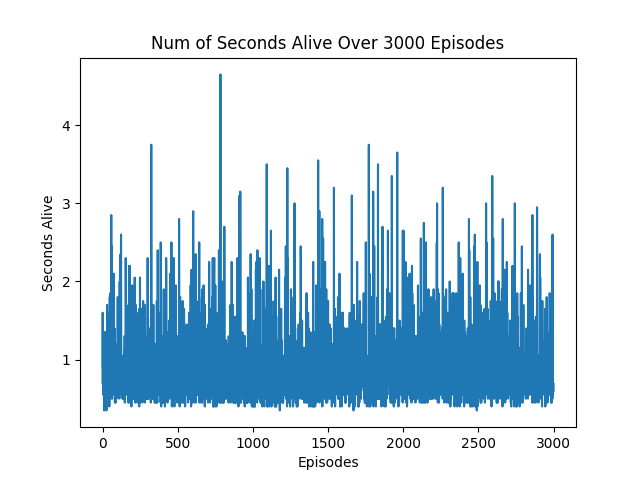 Num of Seconds Alive Over 3000 Episodes
4
3
2
1
Seconds Alive
0 500 1000 1500 2000 2500 3000
Episodes